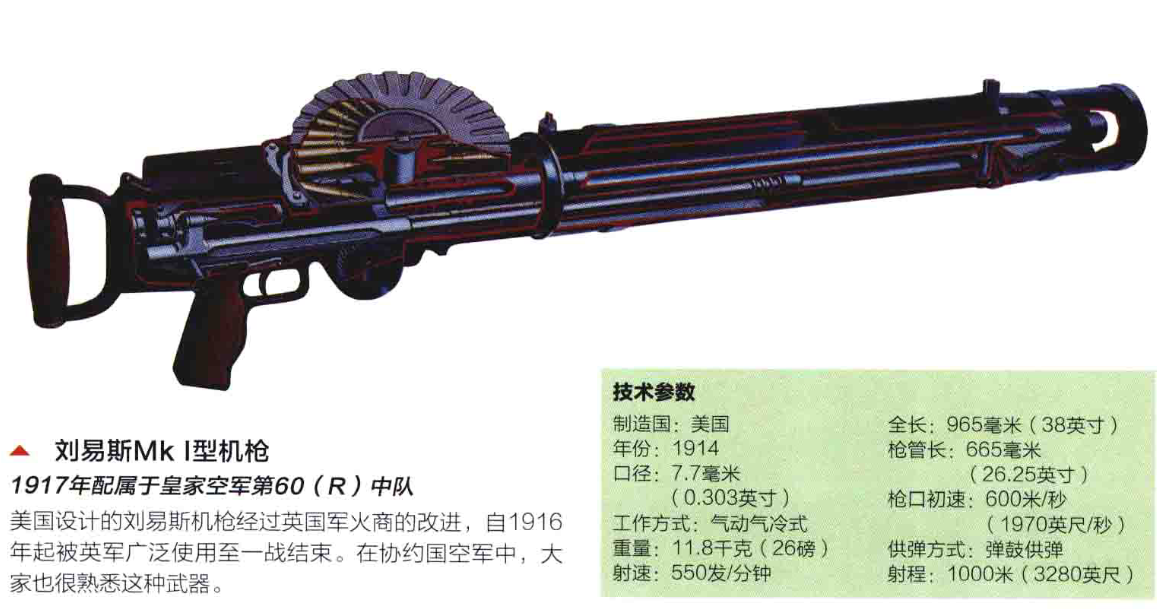 刘易斯Mk I型机枪
1917年配属于皇家空军第60（R）中队
美国设计的刘易斯机枪经过英国军火商的改进，自1916
年起被英军广泛使用至一战结束。在协约国空军中，大
家也很熟悉这种武器。
技术参数
制造国：美国
年份：1914
口径：7.7毫米
（0.303英寸）
工作方式：气动气冷式
重量：11.8千克（26磅）
射速：550发/分钟
全长：965毫米（38英寸）
枪管长：665毫米
（26.25英寸）
枪口初速：600米/秒
（1970英尺/秒）
供弹方式：弹鼓供弹
射程：1000米（3280英尺）